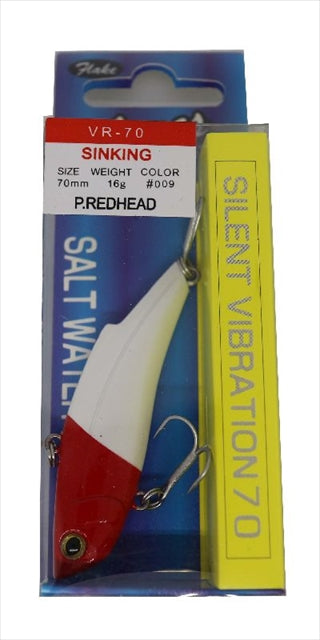 Flake
VR-70
SINKING
SIZE WEIGHT COLOR
70mm 16g #009
P.REDHEAD
SALT WATER
SILENT VIBRATION 70